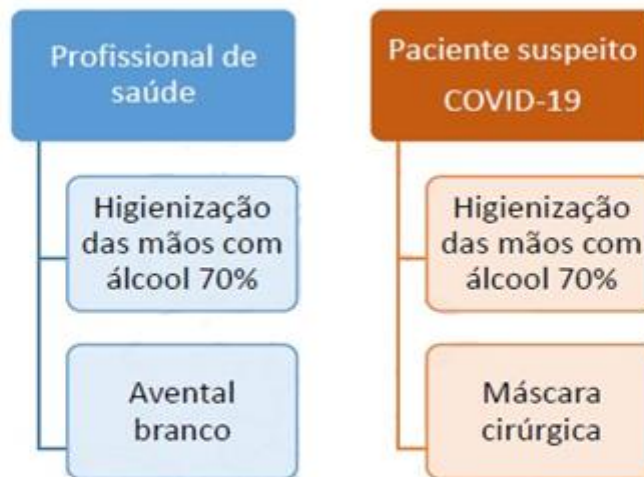 Profissional de
saúde
Higienização
das mãos com
álcool 70%
Avental
branco
Paciente suspeito
COVID-19
Higienização
das mãos com
álcool 70%
Máscara
cirúrgica